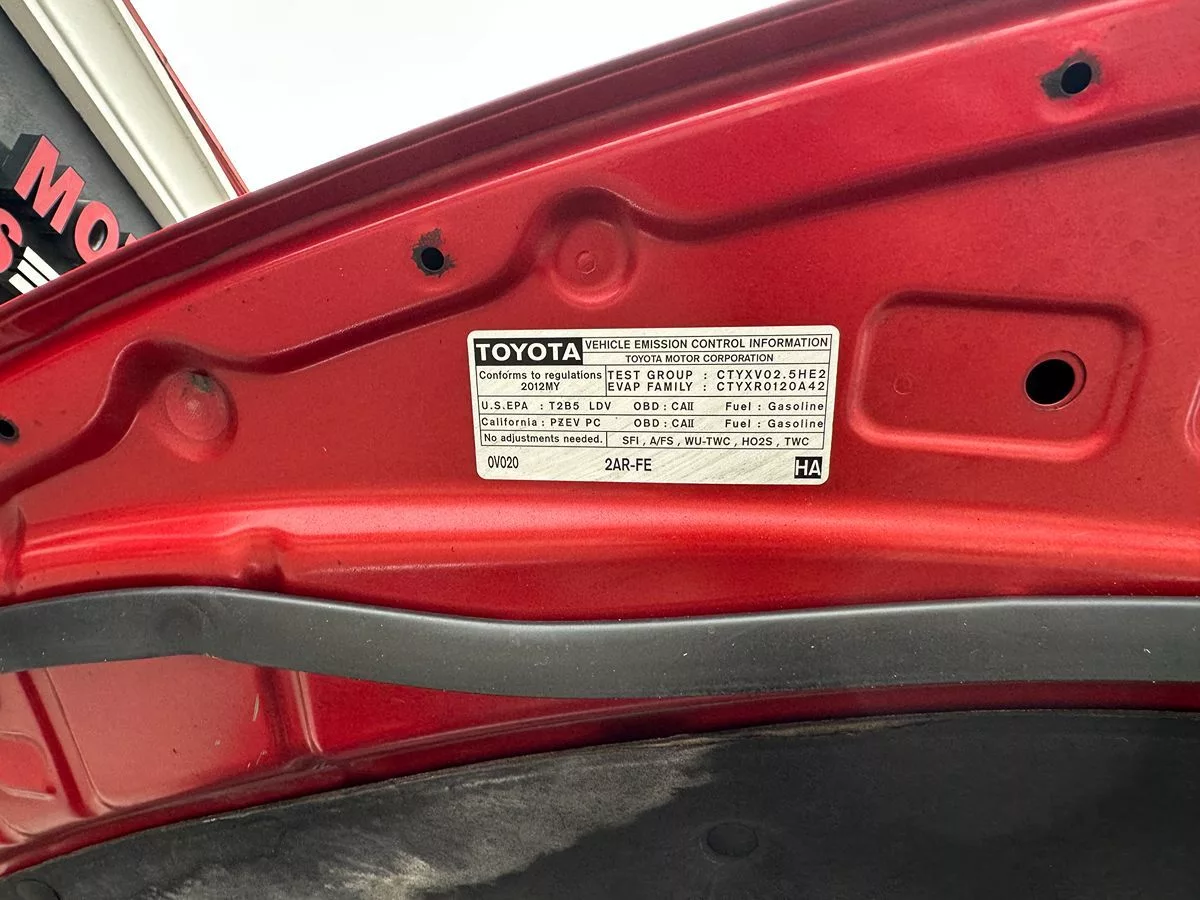 MO
S
TOYOTA VEHICLE EMISSION CONTROL INFORMATION
TOYOTA MOTOR CORPORATION
Conforms to regulations
2012MY
TEST GROUP : CTYXV02.5HE2
EVAP FAMILY : CTYXR0120A42
U.S.EPA : T2B5 LDV OBD : CAII Fuel : Gasoline
California : PZEV PC OBD : CAII Fuel : Gasoline
No adjustments needed. SFI , A/FS , WU-TWC , HO2S , TWC
0V020 2AR-FE HA